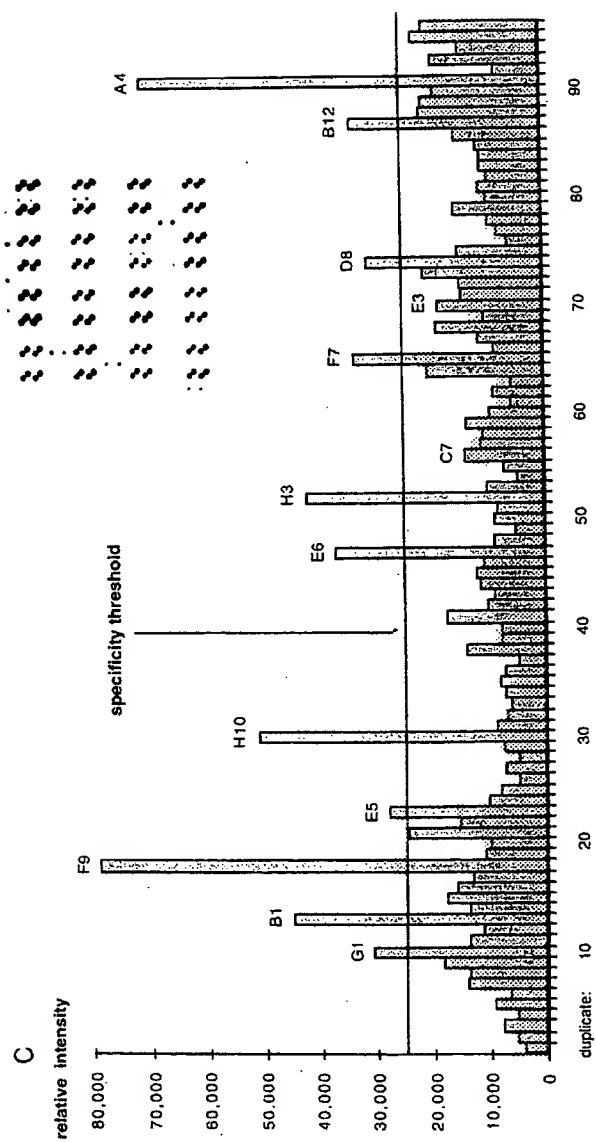 C
relative intensity
80,000
70,000
60,000
50,000
40,000
30,000
20,000
10,000
0
specificity threshold
G1
B1
F9
E5
H10
E6
H3
C7
F7
E3
D8
B12
A4
duplicate:
10
20
30
40
50
60
70
80
90